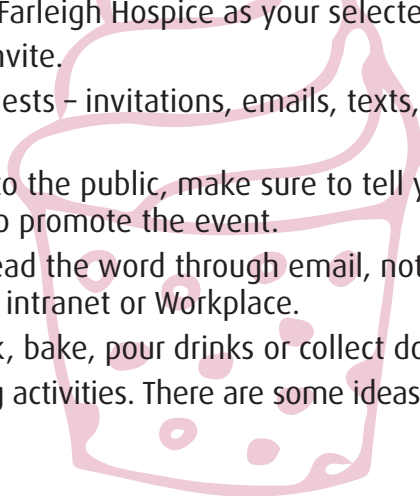 Farleigh Hospice as your selecte
nvite.
ests – invitations, emails, texts,
to the public, make sure to tell y
o promote the event.
ead the word through email, not
intranet or Workplace.
k, bake, pour drinks or collect do
g activities. There are some ideas